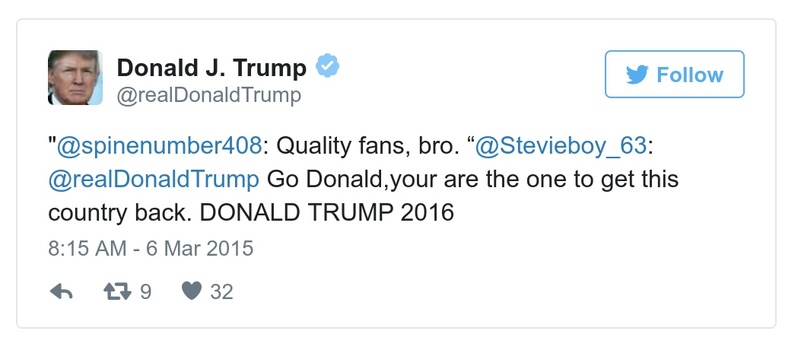 Donald J. Trump
@realDonaldTrump
Follow
"@spinenumber408: Quality fans, bro. “@Stevieboy_63:
@realDonaldTrump Go Donald,your are the one to get this
country back. DONALD TRUMP 2016
8:15 AM - 6 Mar 2015
9 32